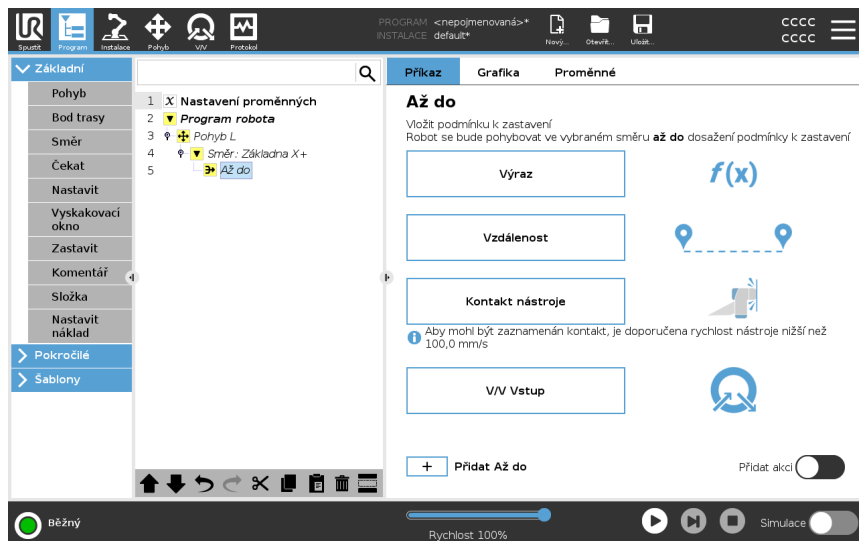 UR
PROGRAM <nepojmenovaná>*
INSTALACE default*
CCCC
CCCC
Spustit
Program
Instalace
Pohyb
V/V
Protokol
Nový...
Otevřít...
Uložit...
Základní
Pohyb
Bod trasy
Směr
Čekat
Nastavit
Vyskakovací
okno
Zastavit
Komentář
Složka
Nastavit
náklad
Pokročilé
Šablony
1 X Nastavení proměnných
2 Program robota
3 Pohyb L
4 Směr: Základna X+
5 Až do
Příkaz
Grafika
Proměnné
Až do
Vložit podmínku k zastavení
Robot se bude pohybovat ve vybraném směru až do dosažení podmínky k zastavení
Výraz
f(x)
Vzdálenost
Kontakt nástroje
Aby mohl být zaznamenán kontakt, je doporučena rychlost nástroje nižší než
100,0 mm/s
V/V Vstup
+ Přidat Až do
Přidat akci
Běžný
Rychlost 100%
Simulace